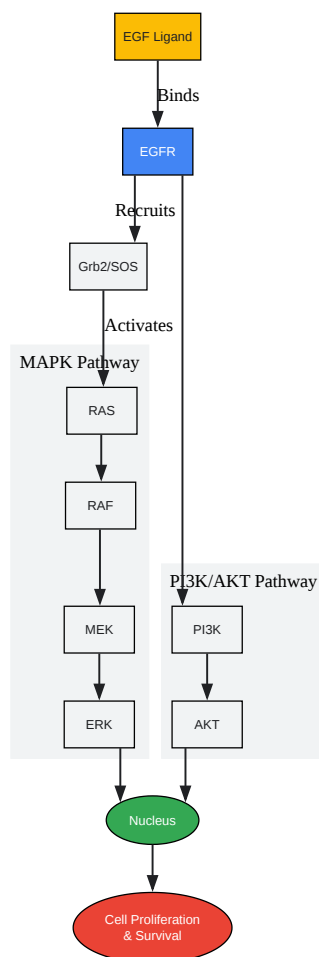 EGF Ligand
Binds
EGFR
Recruits
Grb2/SOS
Activates
MAPK Pathway
RAS
RAF
PI3K/AKT Pathway
MEK
PI3K
ERK
AKT
Nucleus
Cell Proliferation
& Survival